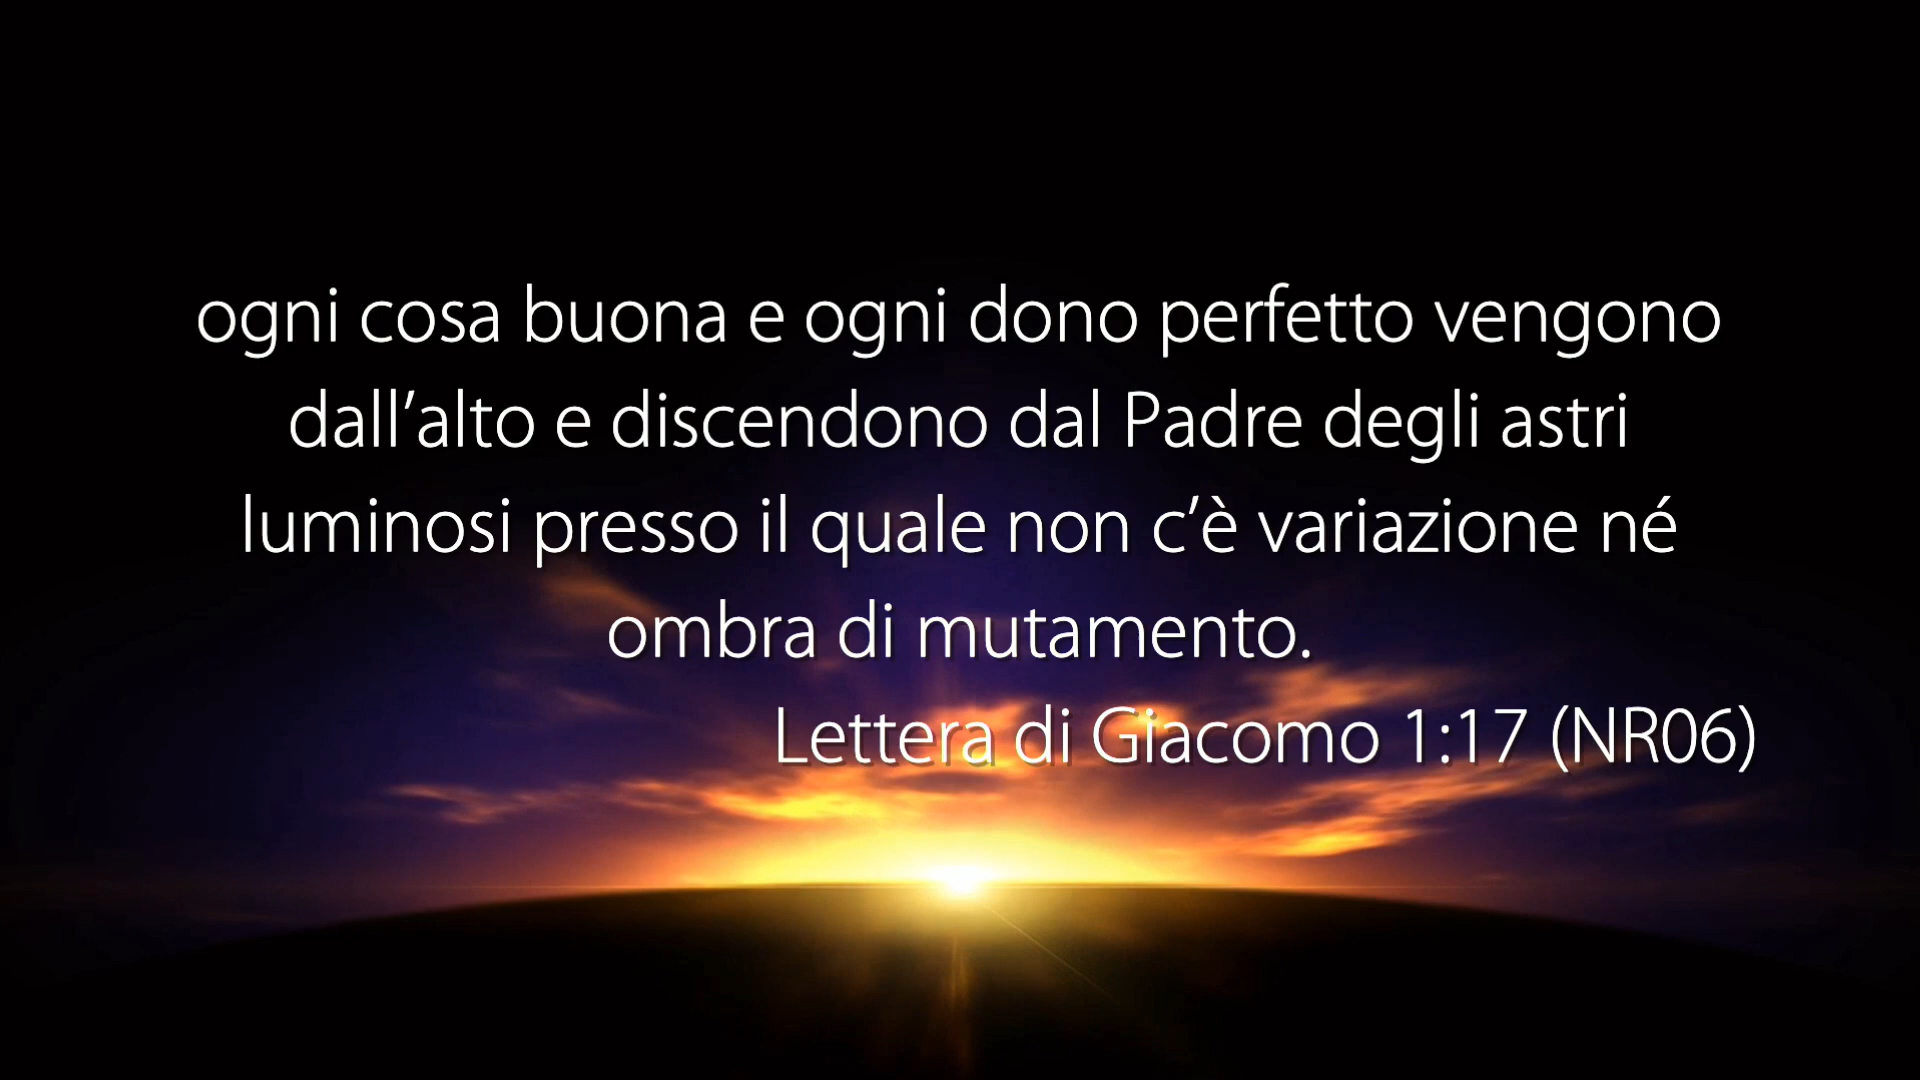 ogni cosa buona e ogni dono perfetto vengono
dall’alto e discendono dal Padre degli astri
luminosi presso il quale non c’è variazione né
ombra di mutamento.
Lettera di Giacomo 1:17 (NR06)